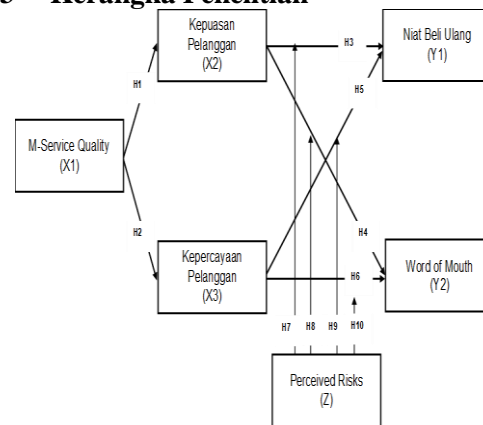 Kerangka Penelitian
Kepuasan
Pelanggan
(X2)
H3
Niat Beli Ulang
(Y1)
H1
H5
M-Service Quality
(X1)
H2
H4
Kepercayaan
Pelanggan
(X3)
H6
Word of Mouth
(Y2)
H7
H8
H9
H10
Perceived Risks
(Z)